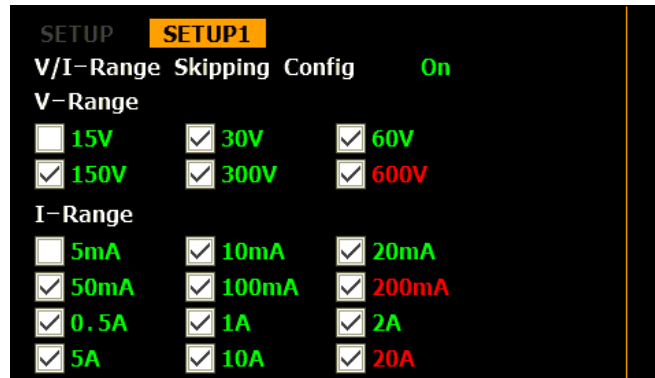 SETUP SETUP1
V/I-Range Skipping Config On
V-Range
15V 30V 60V
150V 300V 600V
I-Range
5mA 10mA 20mA
50mA 100mA 200mA
0.5A 1A 2A
5A 10A 20A